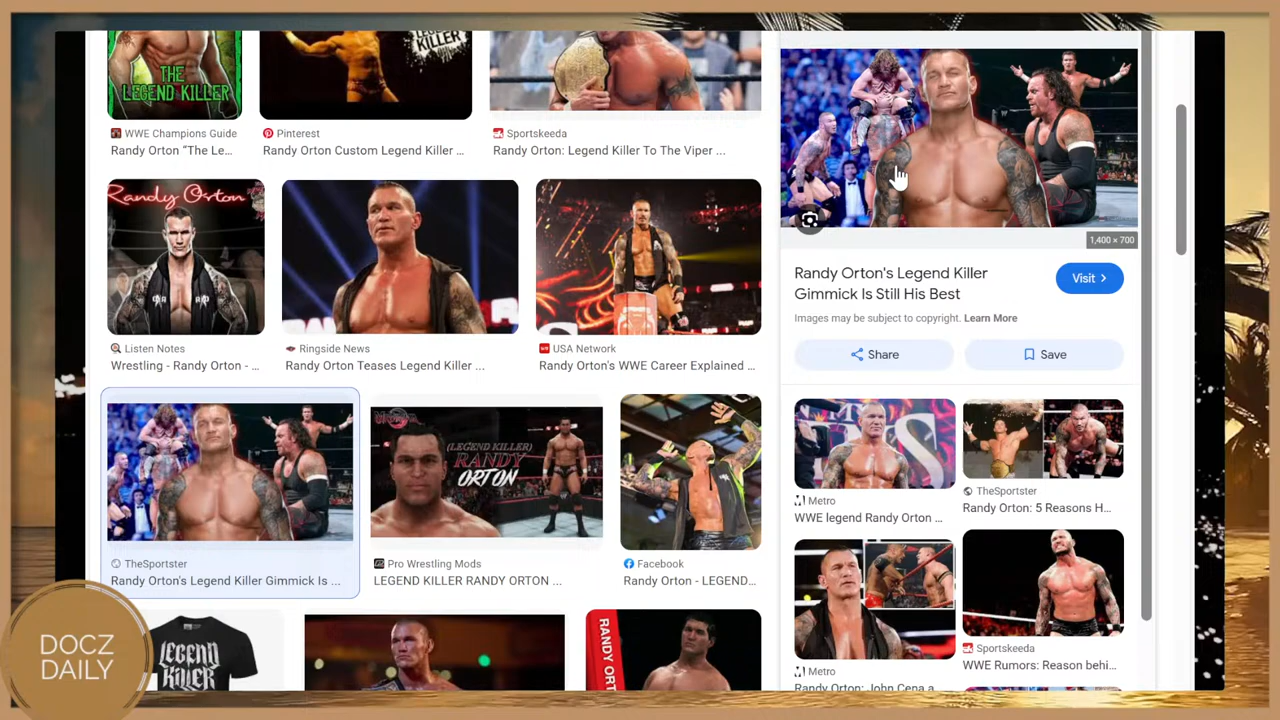 THE
LEGEND KILLER
KILLER
WWE Champions Guide
Randy Orton “The Le...
Pinterest
Randy Orton Custom Legend Killer ...
Sportskeeda
Randy Orton: Legend Killer To The Viper ...
1,400 × 700
Randy Orton's Legend Killer
Gimmick Is Still His Best
Visit
Images may be subject to copyright. Learn More
Share
Save
Randy Orton
Listen Notes
Wrestling - Randy Orton - ...
Ringside News
Randy Orton Teases Legend Killer ...
USA Network
Randy Orton's WWE Career Explained ...
TheSportster
Randy Orton's Legend Killer Gimmick Is ...
(LEGEND KILLER)
RANDY
ORTON
Pro Wrestling Mods
LEGEND KILLER RANDY ORTON ...
Facebook
Randy Orton - LEGEND...
Metro
WWE legend Randy Orton ...
TheSportster
Randy Orton: 5 Reasons H...
Metro
Randy Orton: John Cena a
Sportskeeda
WWE Rumors: Reason behi...
LEGEND
KILLER
RANDY ORT
DOCZ
DAILY